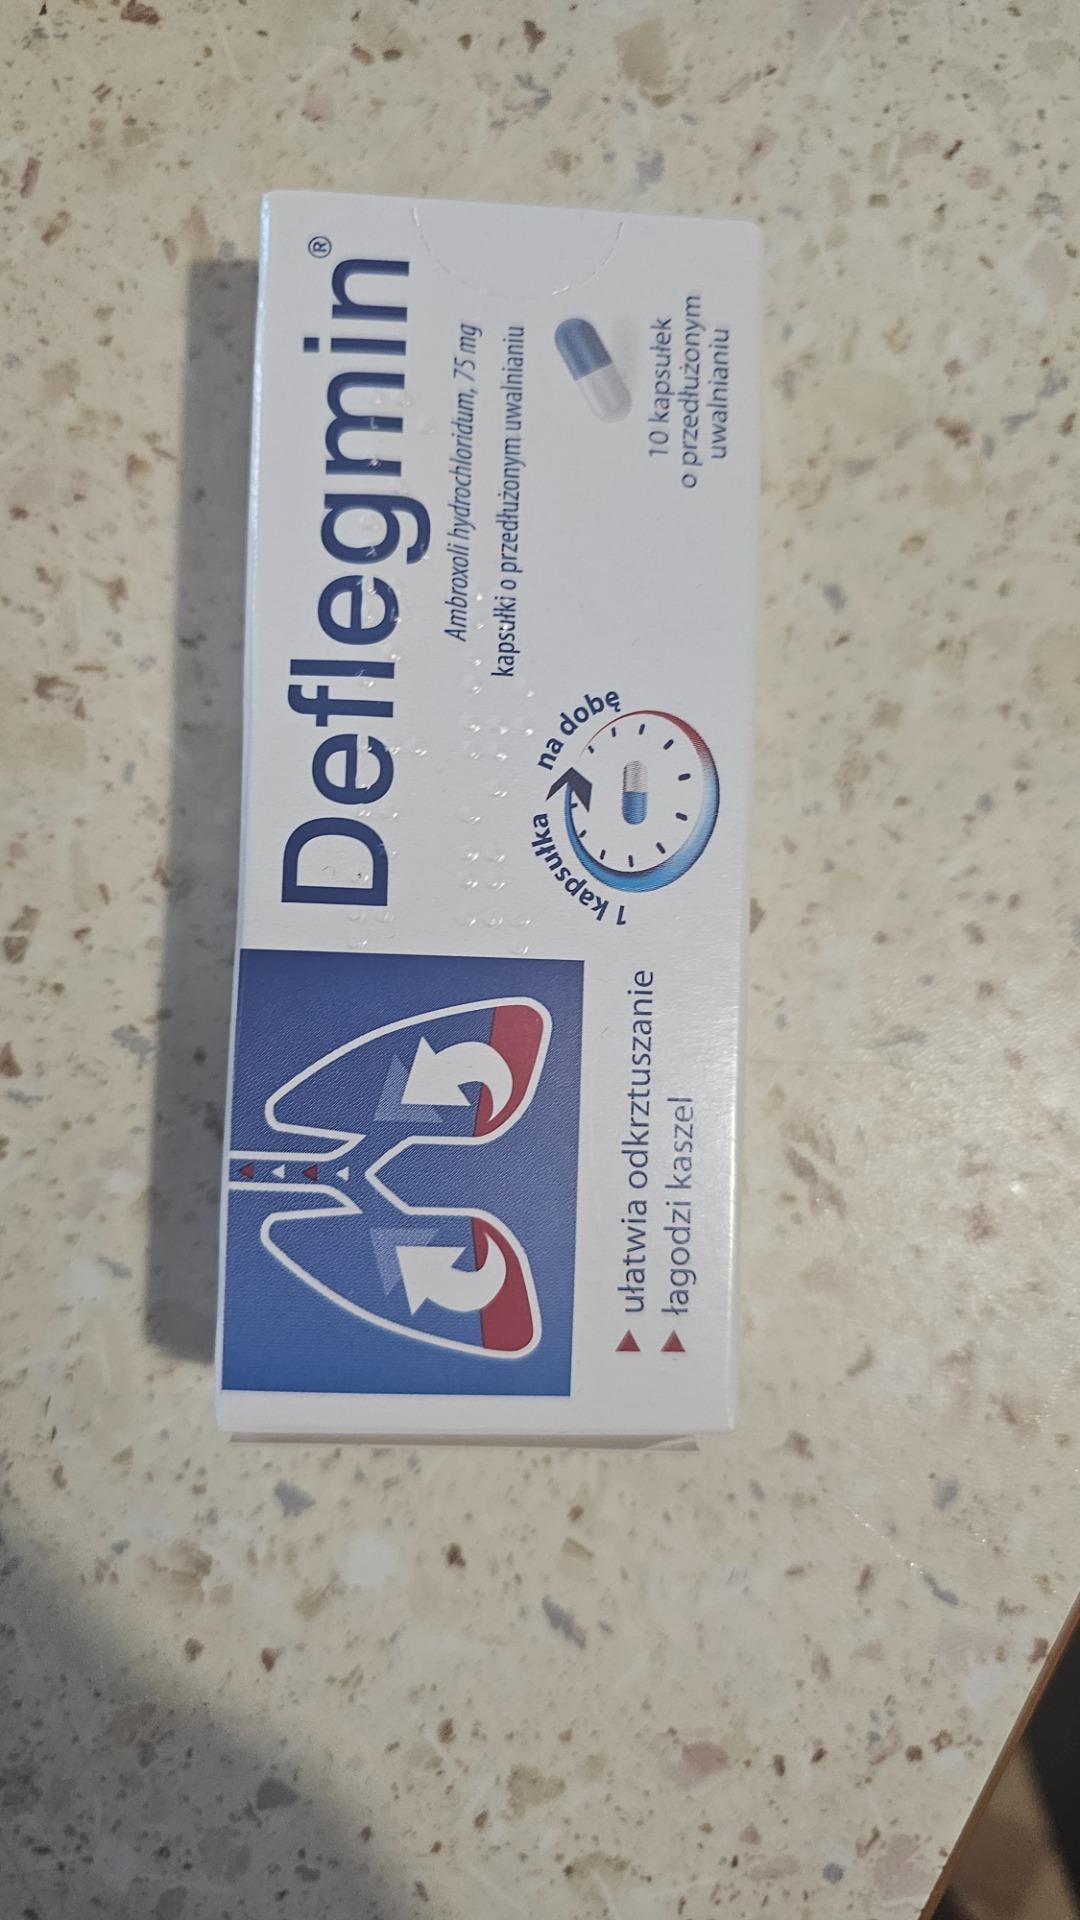 Deflegmin®
Ambroxoli hydrochloridum, 75 mg
kapsułki o przedłużonym uwalnianiu
1 kapsułka na dobę
10 kapsułek
o przedłużonym
uwalnianiu
ułatwia odkrztuszanie
łagodzi kaszel